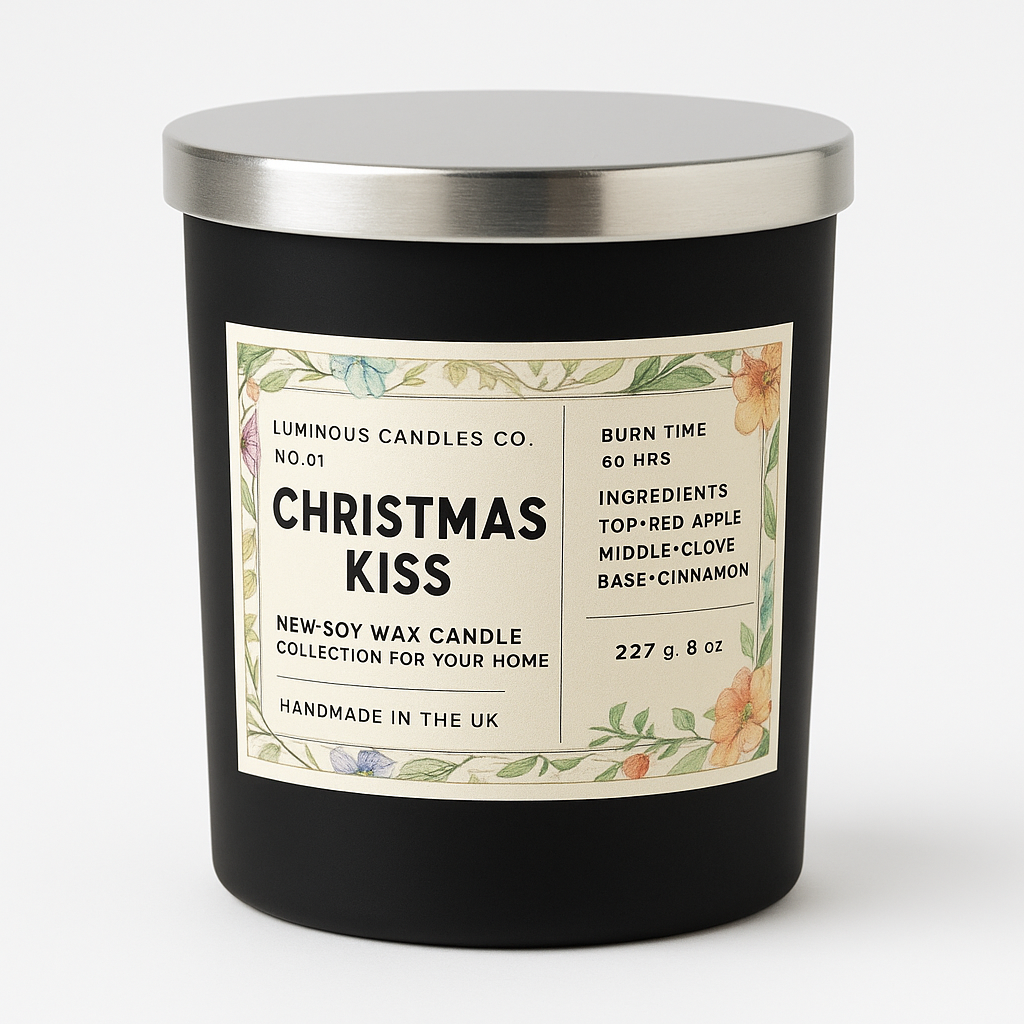 LUMINOUS CANDLES CO.
NO.01
CHRISTMAS
KISS
NEW-SOY WAX CANDLE
COLLECTION FOR YOUR HOME
HANDMADE IN THE UK
BURN TIME
60 HRS
INGREDIENTS
TOP•RED APPLE
MIDDLE•CLOVE
BASE•CINNAMON
227 g. 8 oz